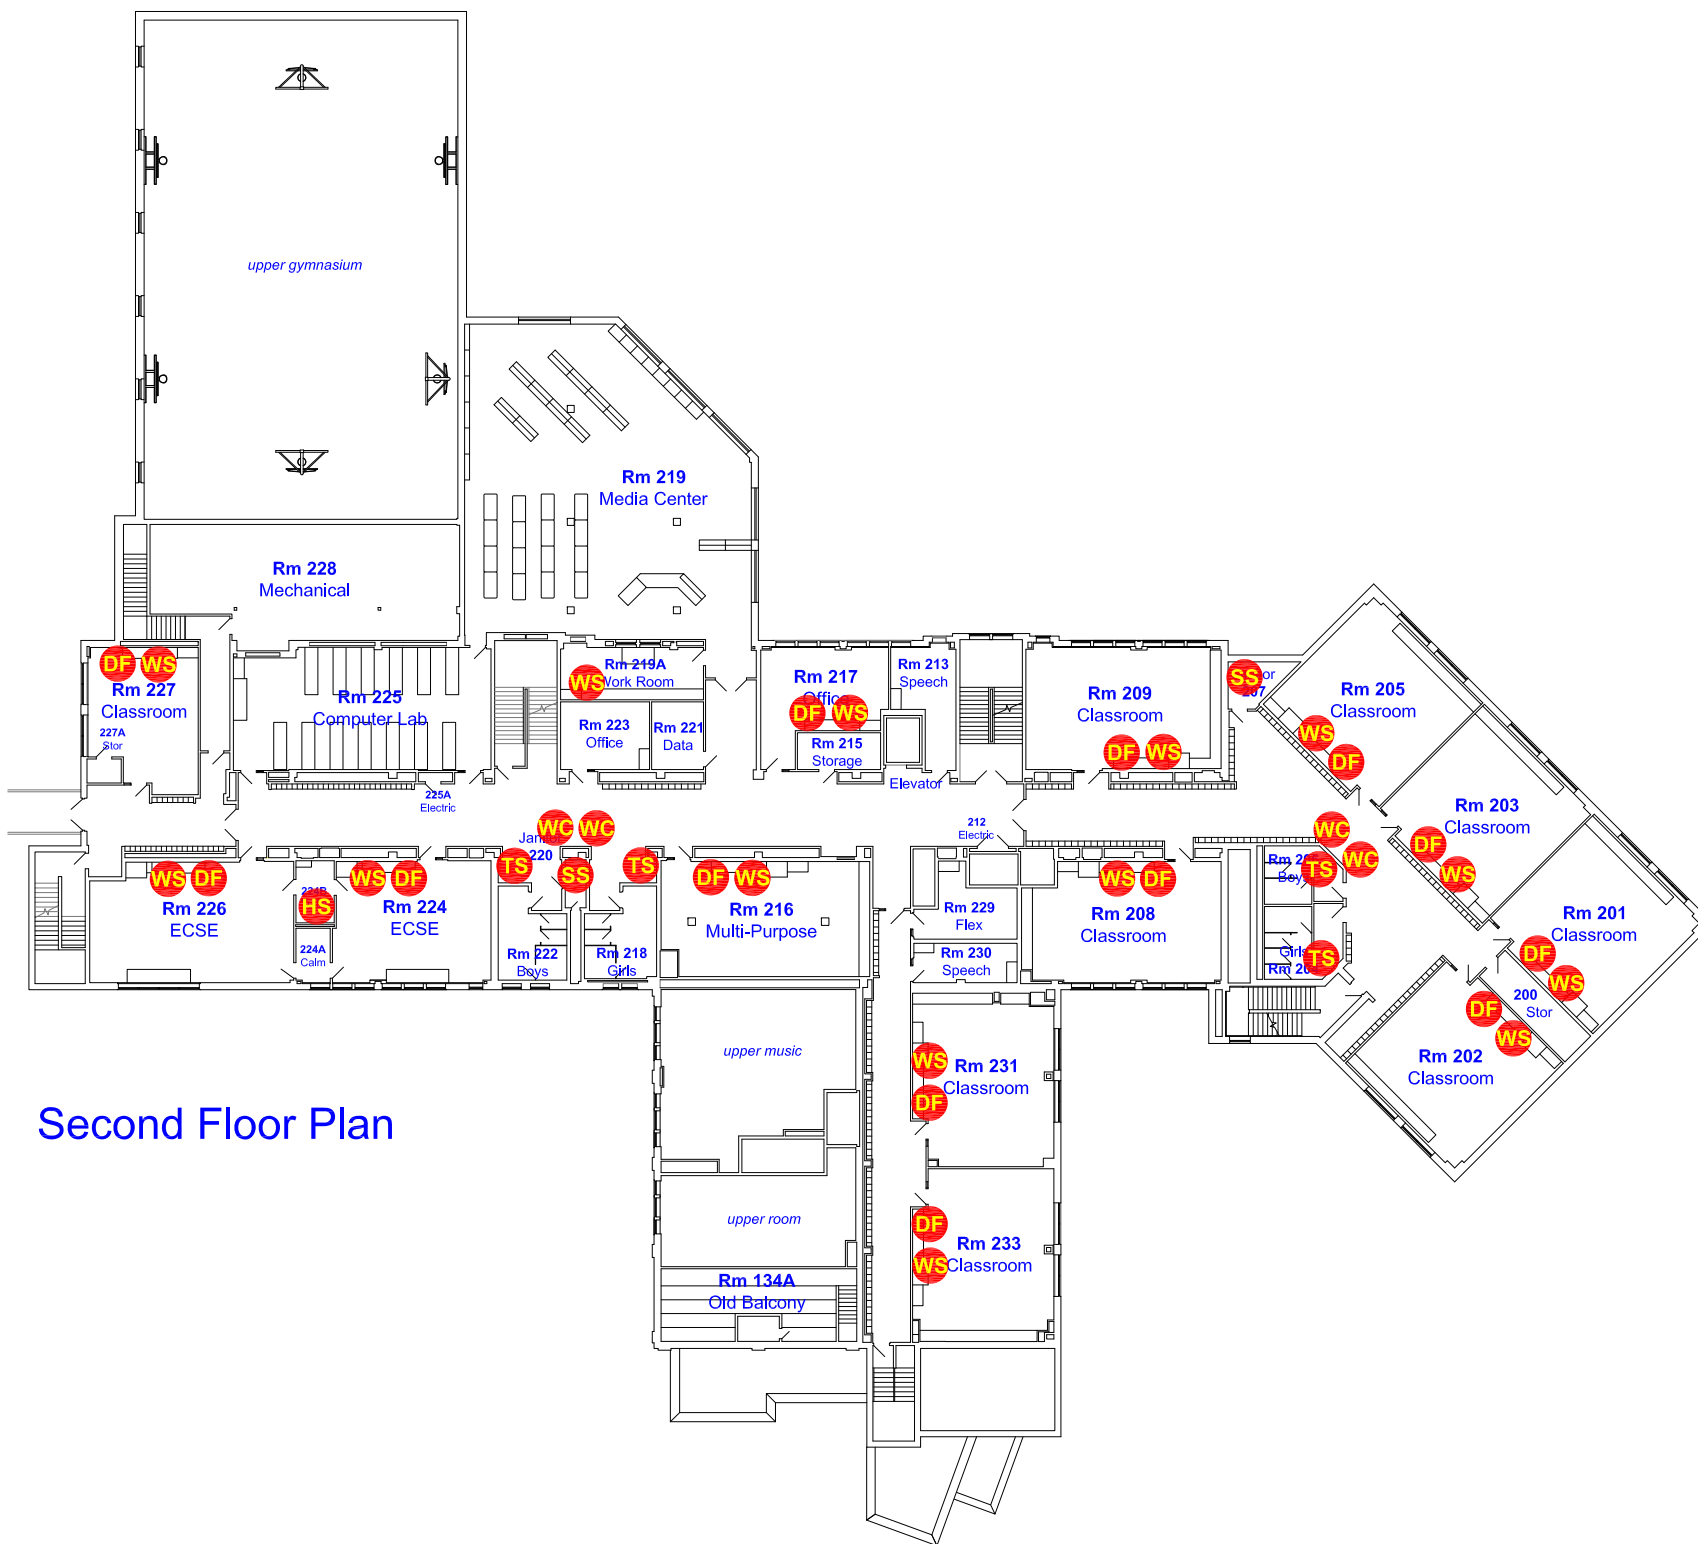 upper gymnasium
Rm 219
Media Center
Rm 228
Mechanical
DF WS
Rm 227
Classroom
227A
Stor
Rm 225
Computer Lab
225A
Electric
Rm 219A
Work Room
WS
Rm 223
Office
Rm 221
Data
Rm 217
Office
DF WS
Rm 215
Storage
Rm 213
Speech
Elevator
Rm 209
Classroom
DF WS
SS
207
Rm 205
Classroom
WS
DF
Rm 203
Classroom
DF
WS
Rm 201
Classroom
DF
WS
200
Stor
DF
WS
Rm 202
Classroom
WC
WC
TS
Boys
Girls
TS
WS DF
Rm 208
Classroom
212
Electric
Rm 229
Flex
Rm 230
Speech
WC WC
220
TS
SS
TS
Rm 222
Boys
Rm 218
Girls
DF WS
Rm 216
Multi-Purpose
WS DF
Rm 226
ECSE
HS
224A
Calm
WS DF
Rm 224
ECSE
upper music
upper room
Rm 134A
Old Balcony
WS
Rm 231
Classroom
DF
DF
Rm 233
WS
Classroom
Second Floor Plan